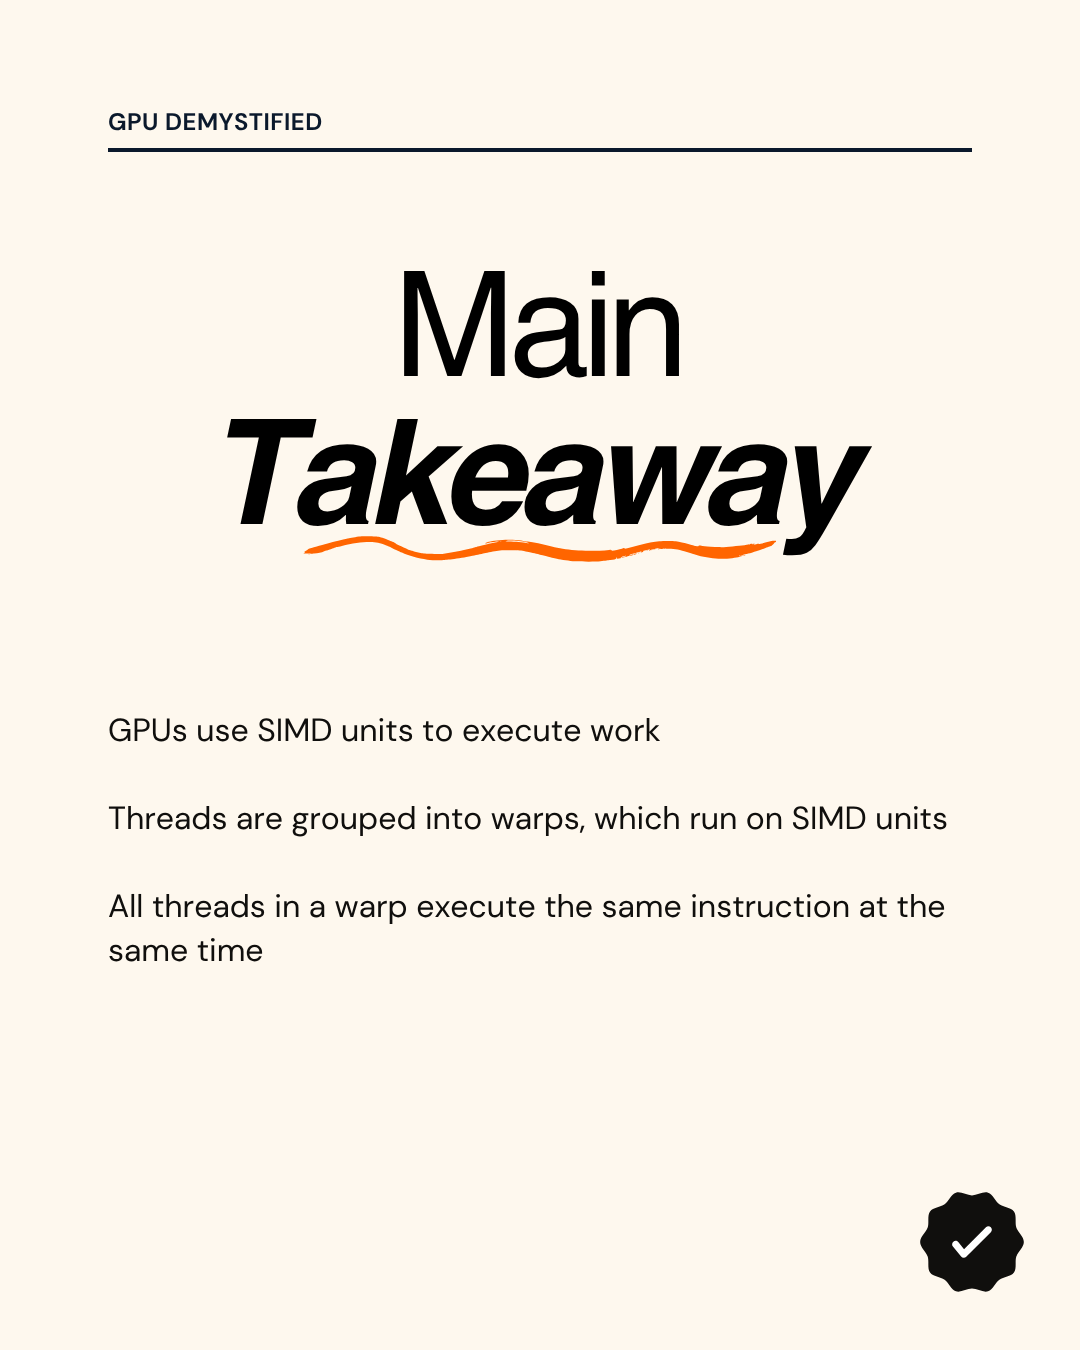 GPU DEMYSTIFIED
Main
Takeaway
GPUs use SIMD units to execute work
Threads are grouped into warps, which run on SIMD units
All threads in a warp execute the same instruction at the
same time